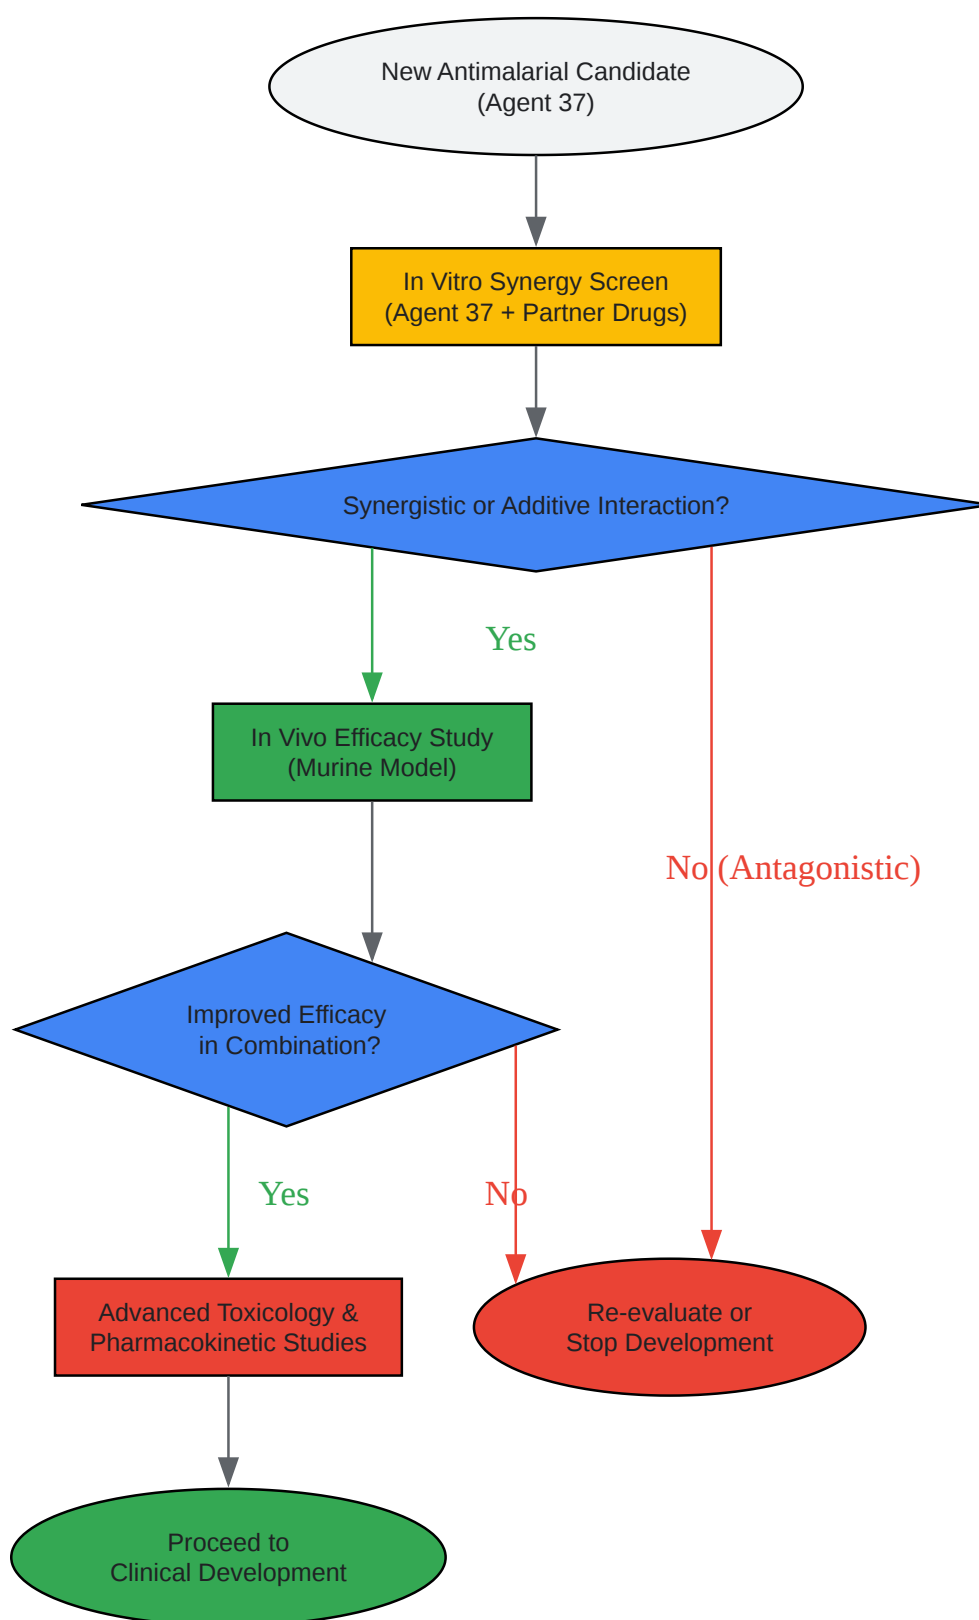 New Antimalarial Candidate
(Agent 37)
In Vitro Synergy Screen
(Agent 37 + Partner Drugs)
Synergistic or Additive Interaction?
Yes
In Vivo Efficacy Study
(Murine Model)
No (Antagonistic)
Improved Efficacy
in Combination?
Yes
No
Advanced Toxicology &
Pharmacokinetic Studies
Re-evaluate or
Stop Development
Proceed to
Clinical Development